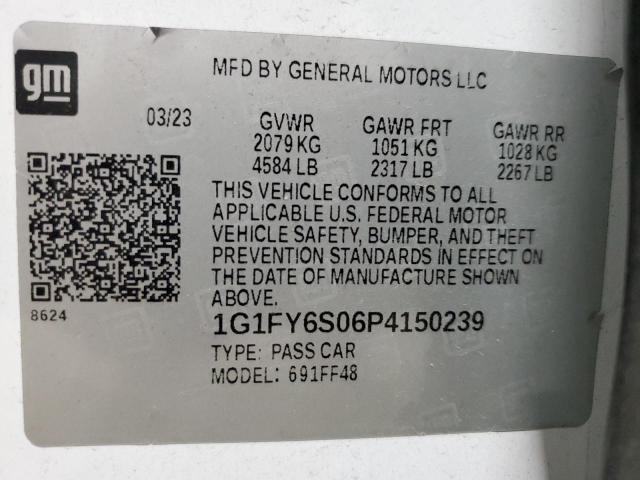 gm
MFD BY GENERAL MOTORS LLC
03/23
GVWR
2079 KG
4584 LB
GAWR FRT
1051 KG
2317 LB
GAWR RR
1028 KG
2267 LB
THIS VEHICLE CONFORMS TO ALL
APPLICABLE U.S. FEDERAL MOTOR
VEHICLE SAFETY, BUMPER, AND THEFT
PREVENTION STANDARDS IN EFFECT ON
THE DATE OF MANUFACTURE SHOWN
ABOVE.
8624
1G1FY6S06P4150239
TYPE: PASS CAR
MODEL: 691FF48